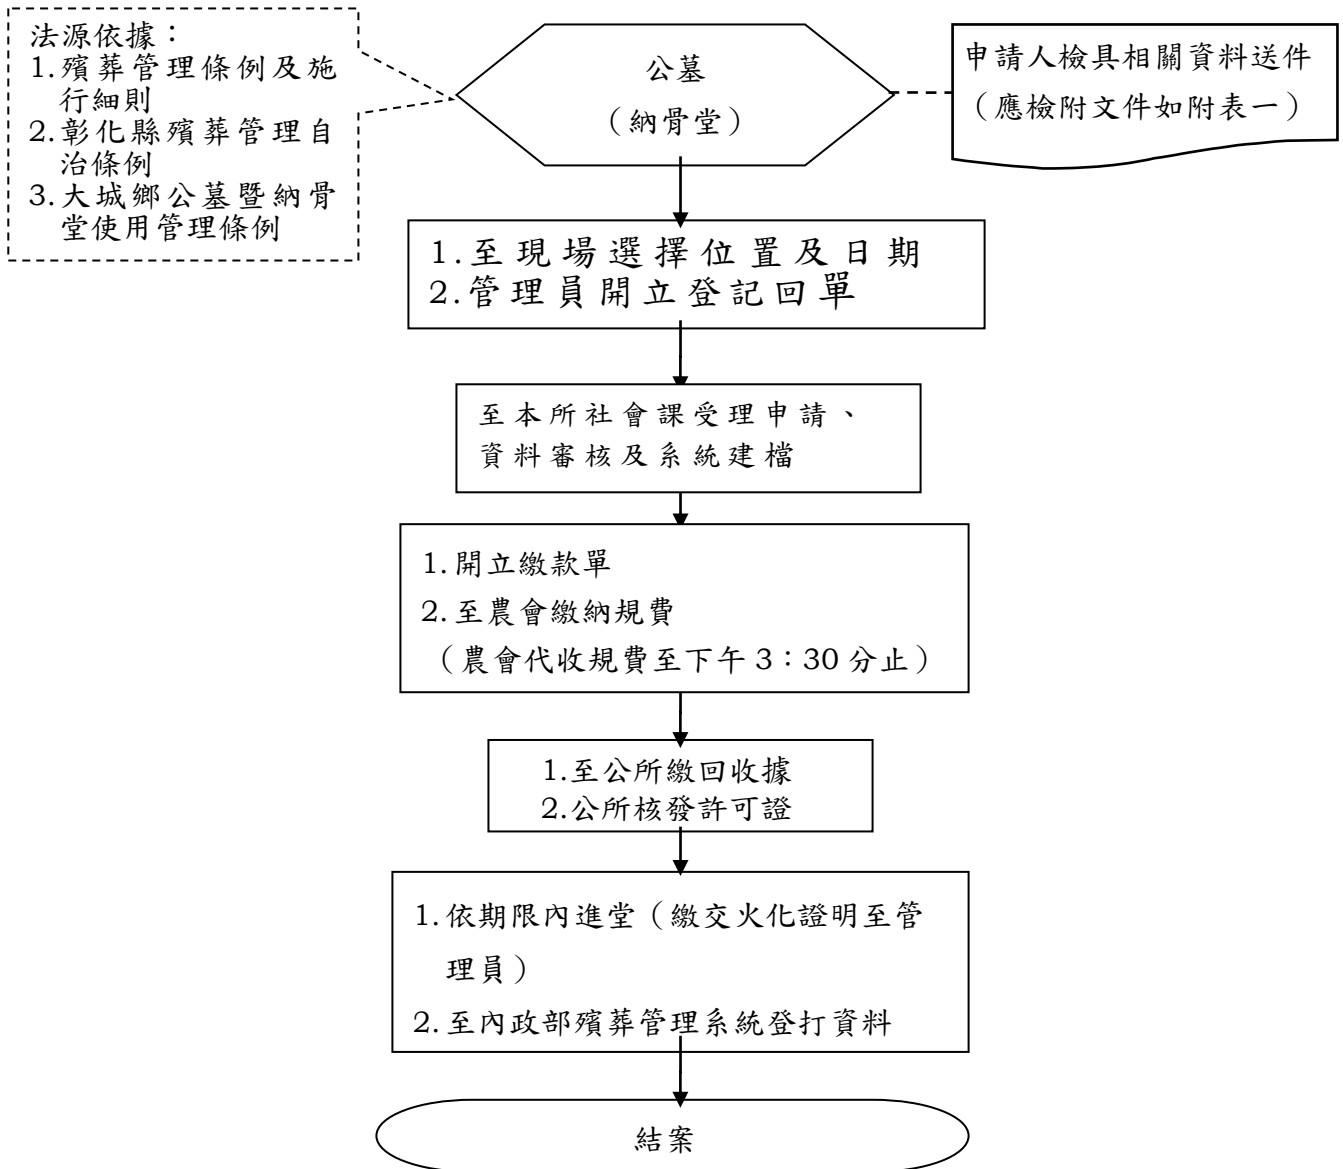 法源依據：
1.殯葬管理條例及施
行細則
2.彰化縣殯葬管理自
治條例
3.大城鄉公墓暨納骨
堂使用管理條例
公墓
（納骨堂）
申請人檢具相關資料送件
（應檢附文件如附表一）
1.至現場選擇位置及日期
2.管理員開立登記回單
至本所社會課受理申請、
資料審核及系統建檔
1.開立繳款單
2.至農會繳納規費
（農會代收規費至下午3：30分止）
1.至公所繳回收據
2.公所核發許可證
1.依期限內進堂（繳交火化證明至管
理員）
2.至內政部殯葬管理系統登打資料
結案